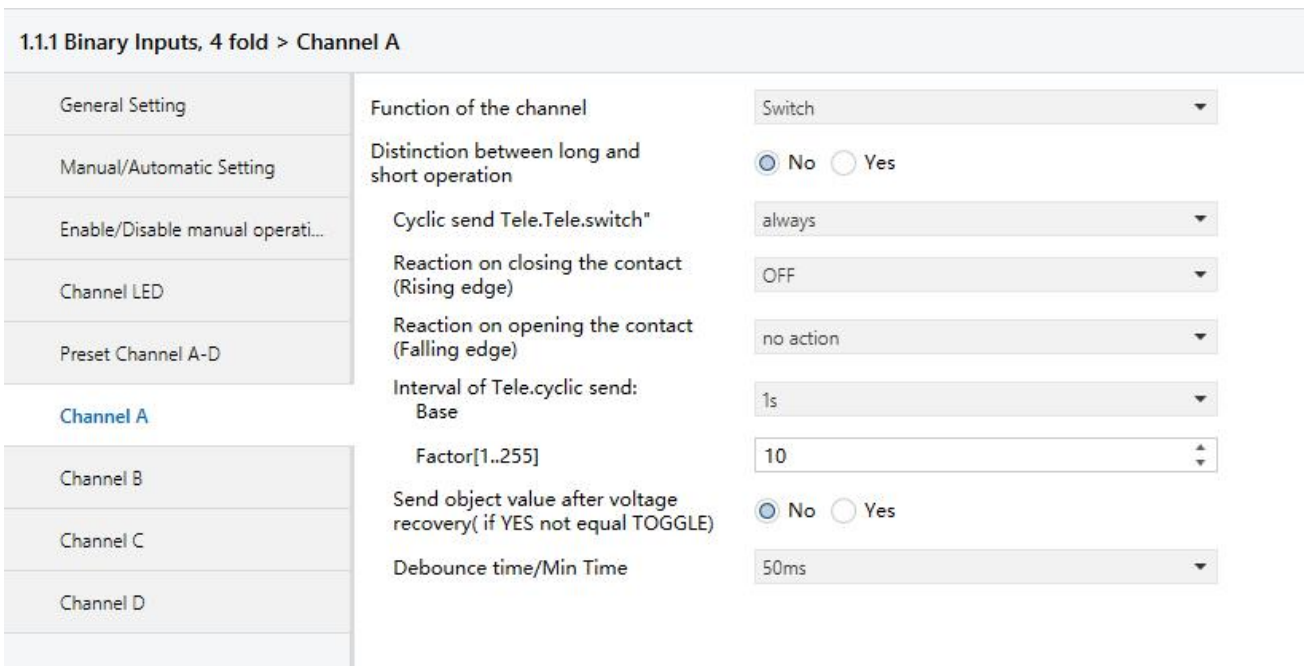 1.1.1 Binary Inputs, 4 fold > Channel A
General Setting
Manual/Automatic Setting
Enable/Disable manual operati...
Channel LED
Preset Channel A-D
Channel A
Channel B
Channel C
Channel D
Function of the channel
Switch
Distinction between long and
short operation
No Yes
Cyclic send Tele.Tele.switch"
always
Reaction on closing the contact
(Rising edge)
OFF
Reaction on opening the contact
(Falling edge)
no action
Interval of Tele.cyclic send:
Base
1s
Factor[1..255]
10
Send object value after voltage
recovery( if YES not equal TOGGLE)
No Yes
Debounce time/Min Time
50ms